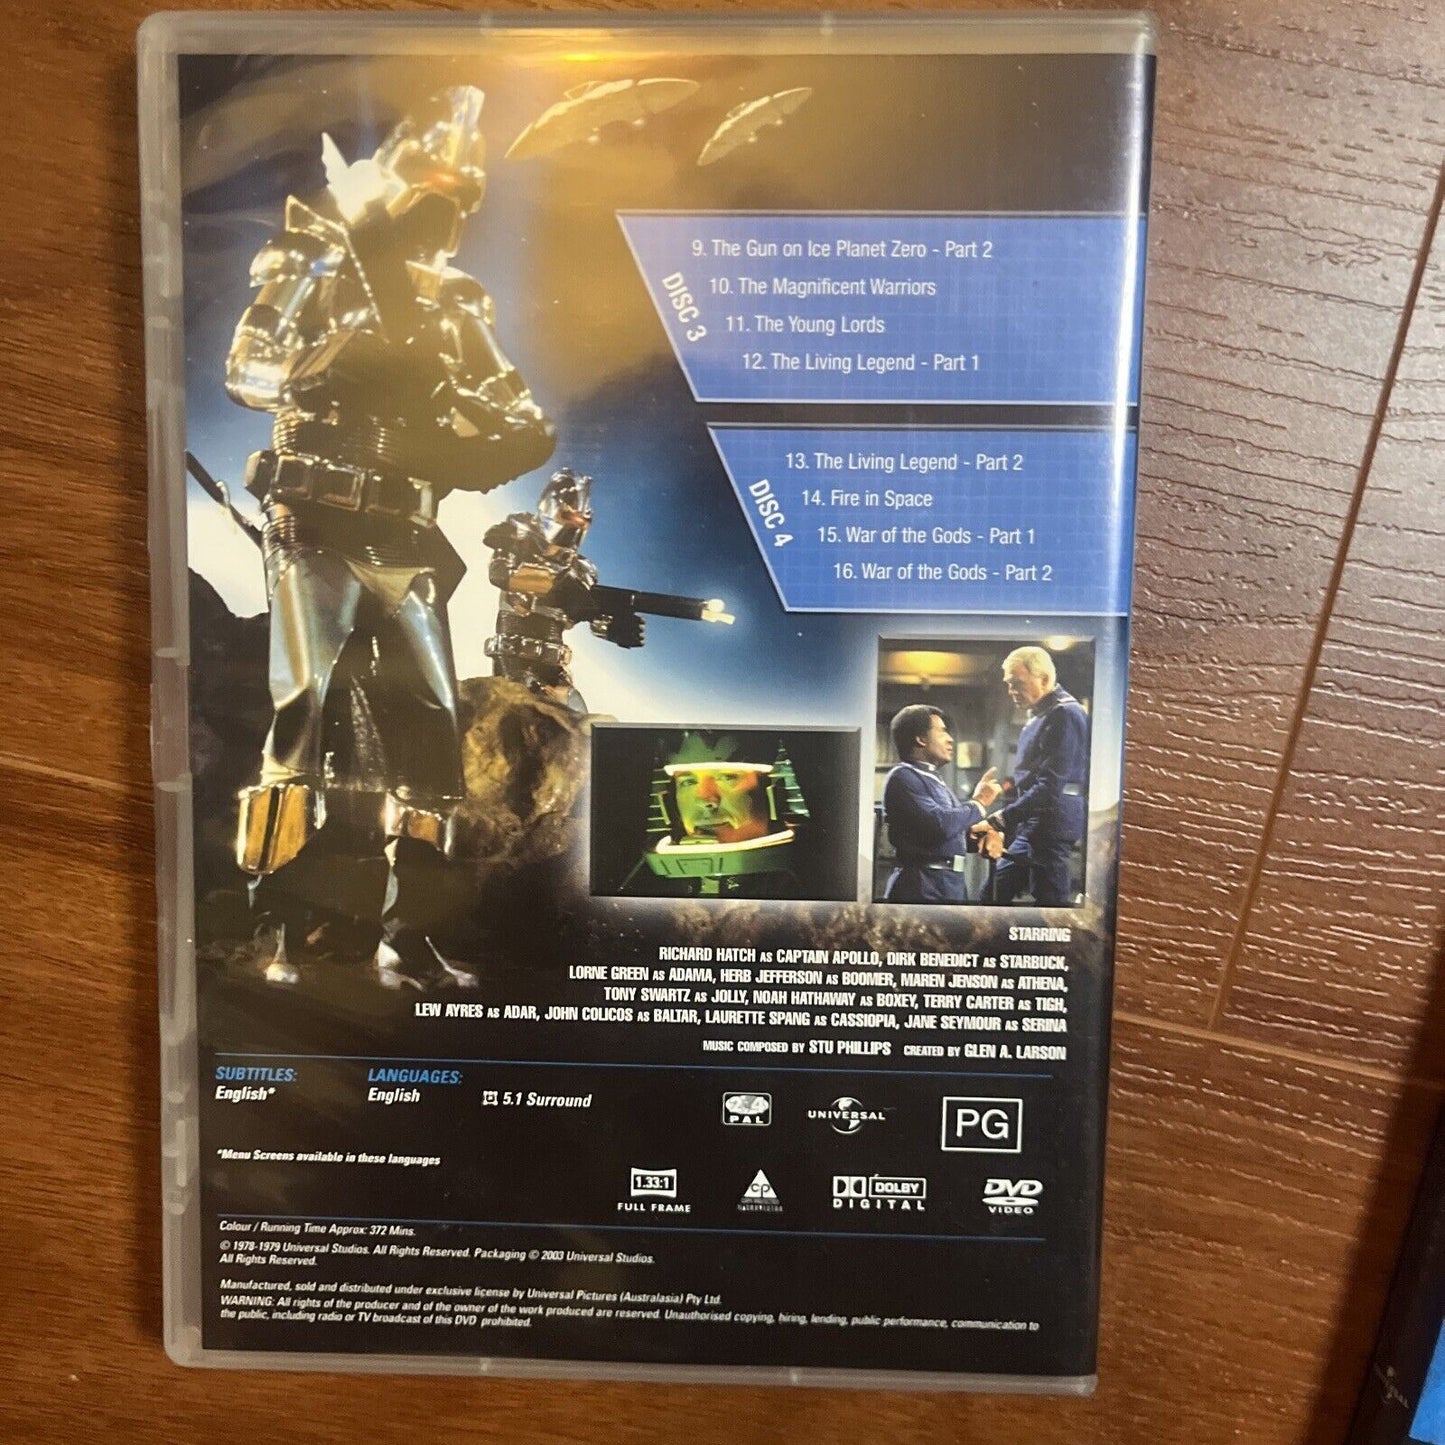 9. The Gun on Ice Planet Zero - Part 2
10. The Magnificent Warriors
11. The Young Lords
12. The Living Legend - Part 1
DISC 3
13. The Living Legend - Part 2
14. Fire in Space
15. War of the Gods - Part 1
16. War of the Gods - Part 2
DISC 4
STARRING
RICHARD HATCH AS CAPTAIN APOLLO, DIRK BENEDICT AS STARBUCK,
LORNE GREEN AS ADAMA, HERB JEFFERSON AS BOOMER, MAREN JENSON AS ATHENA,
TONY SWARTZ AS JOLLY, NOAH HATHAWAY AS BOXEY, TERRY CARTER AS TIGH,
LEW AYRES AS ADAR, JOHN COLICOS AS BALTAR, LAURETTE SPANG AS CASSIOPIA, JANE SEYMOUR AS SERINA
MUSIC COMPOSED BY STU PHILLIPS CREATED BY GLEN A. LARSON
SUBTITLES:
English*
LANGUAGES:
English
5.1 Surround
PAL
UNIVERSAL
PG
*Menu Screens available in these languages
1.33:1
FULL FRAME
CP
DOLBY
DIGITAL
DVD
VIDEO
Colour / Running Time Approx: 372 Mins.
© 1978-1979 Universal Studios. All Rights Reserved. Packaging © 2003 Universal Studios.
All Rights Reserved.
Manufactured, sold and distributed under exclusive license by Universal Pictures (Australasia) Pty Ltd.
WARNING: All rights of the producer and of the owner of the work produced are reserved. Unauthorised copying, hiring, lending, public performance, communication to
the public, including radio or TV broadcast of this DVD prohibited.